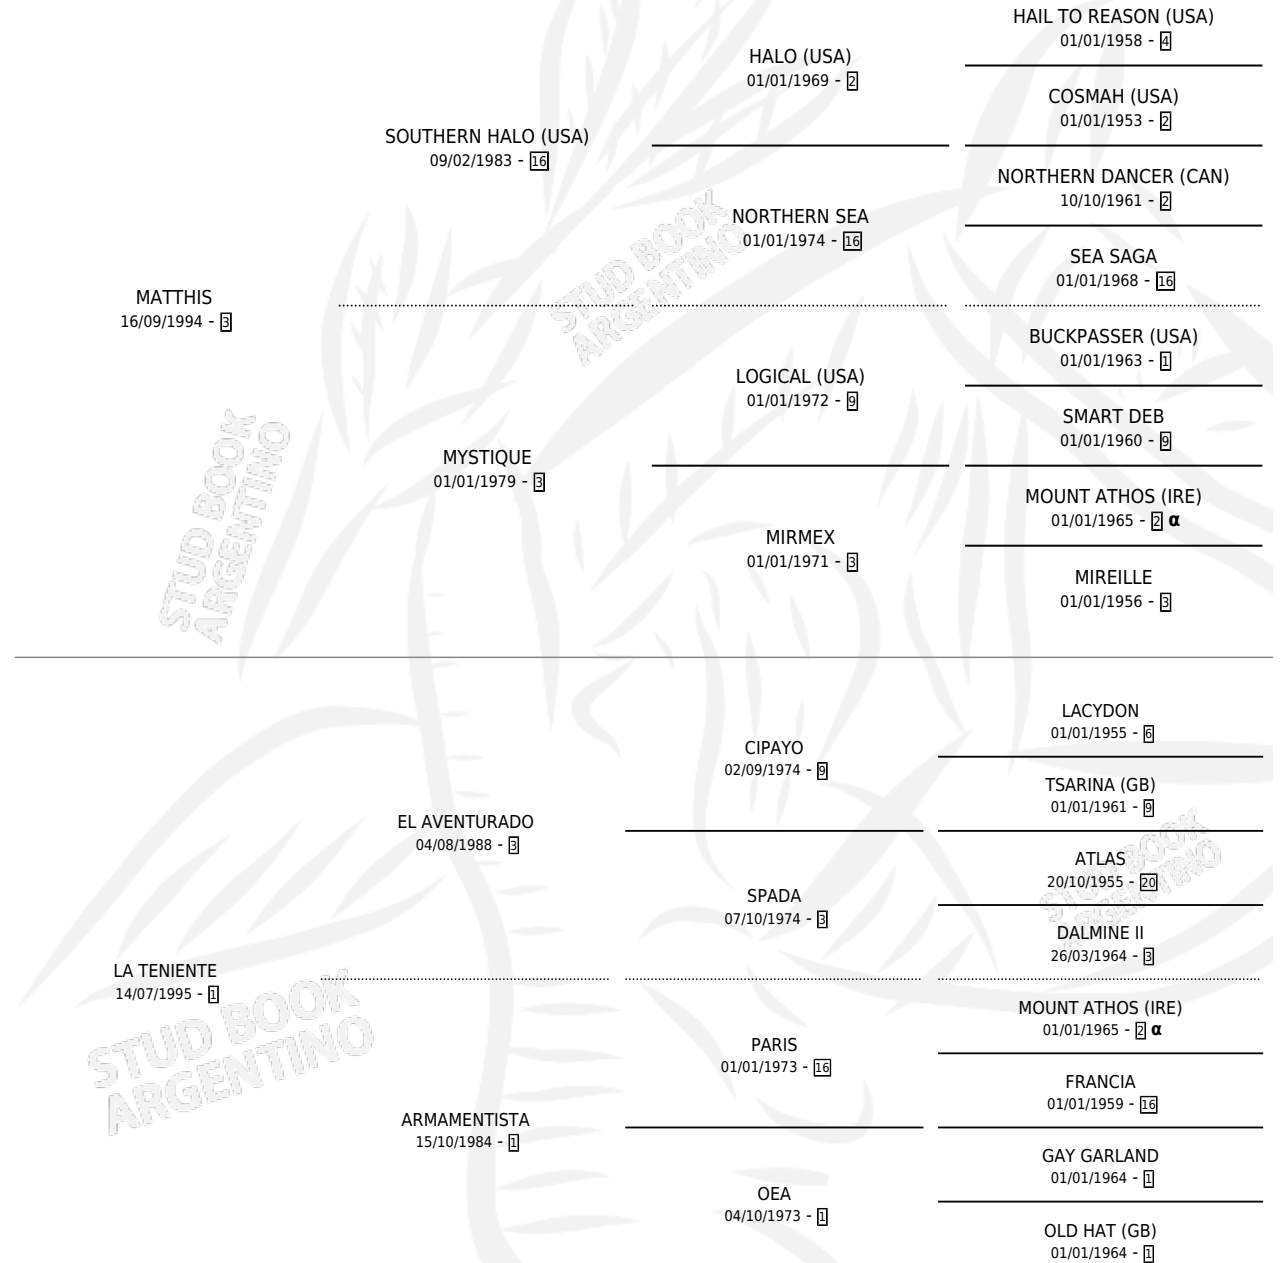 HAIL TO REASON (USA)
01/01/1958 - 4
HALO (USA)
01/01/1969 - 2
COSMAH (USA)
01/01/1953 - 2
SOUTHERN HALO (USA)
09/02/1983 - 16
NORTHERN DANCER (CAN)
10/10/1961 - 2
NORTHERN SEA
01/01/1974 - 16
SEA SAGA
01/01/1968 - 16
MATTHIS
16/09/1994 - 3
BUCKPASSER (USA)
01/01/1963 - 1
LOGICAL (USA)
01/01/1972 - 9
SMART DEB
01/01/1960 - 9
MYSTIQUE
01/01/1979 - 3
MOUNT ATHOS (IRE)
01/01/1965 - 2 α
MIRMEX
01/01/1971 - 3
MIREILLE
01/01/1956 - 3
LACYDON
01/01/1955 - 6
CIPAYO
02/09/1974 - 9
TSARINA (GB)
01/01/1961 - 9
EL AVENTURADO
04/08/1988 - 3
ATLAS
20/10/1955 - 20
SPADA
07/10/1974 - 3
DALMINE II
26/03/1964 - 3
LA TENIENTE
14/07/1995 - 1
MOUNT ATHOS (IRE)
01/01/1965 - 2 α
PARIS
01/01/1973 - 16
FRANCIA
01/01/1959 - 16
ARMAMENTISTA
15/10/1984 - 1
GAY GARLAND
01/01/1964 - 1
OEA
04/10/1973 - 1
OLD HAT (GB)
01/01/1964 - 1
STUD BOOK
ARGENTINO
STUD BOOK
ARGENTINO
STUD BOOK
ARGENTINO
STUD BOOK
ARGENTINO